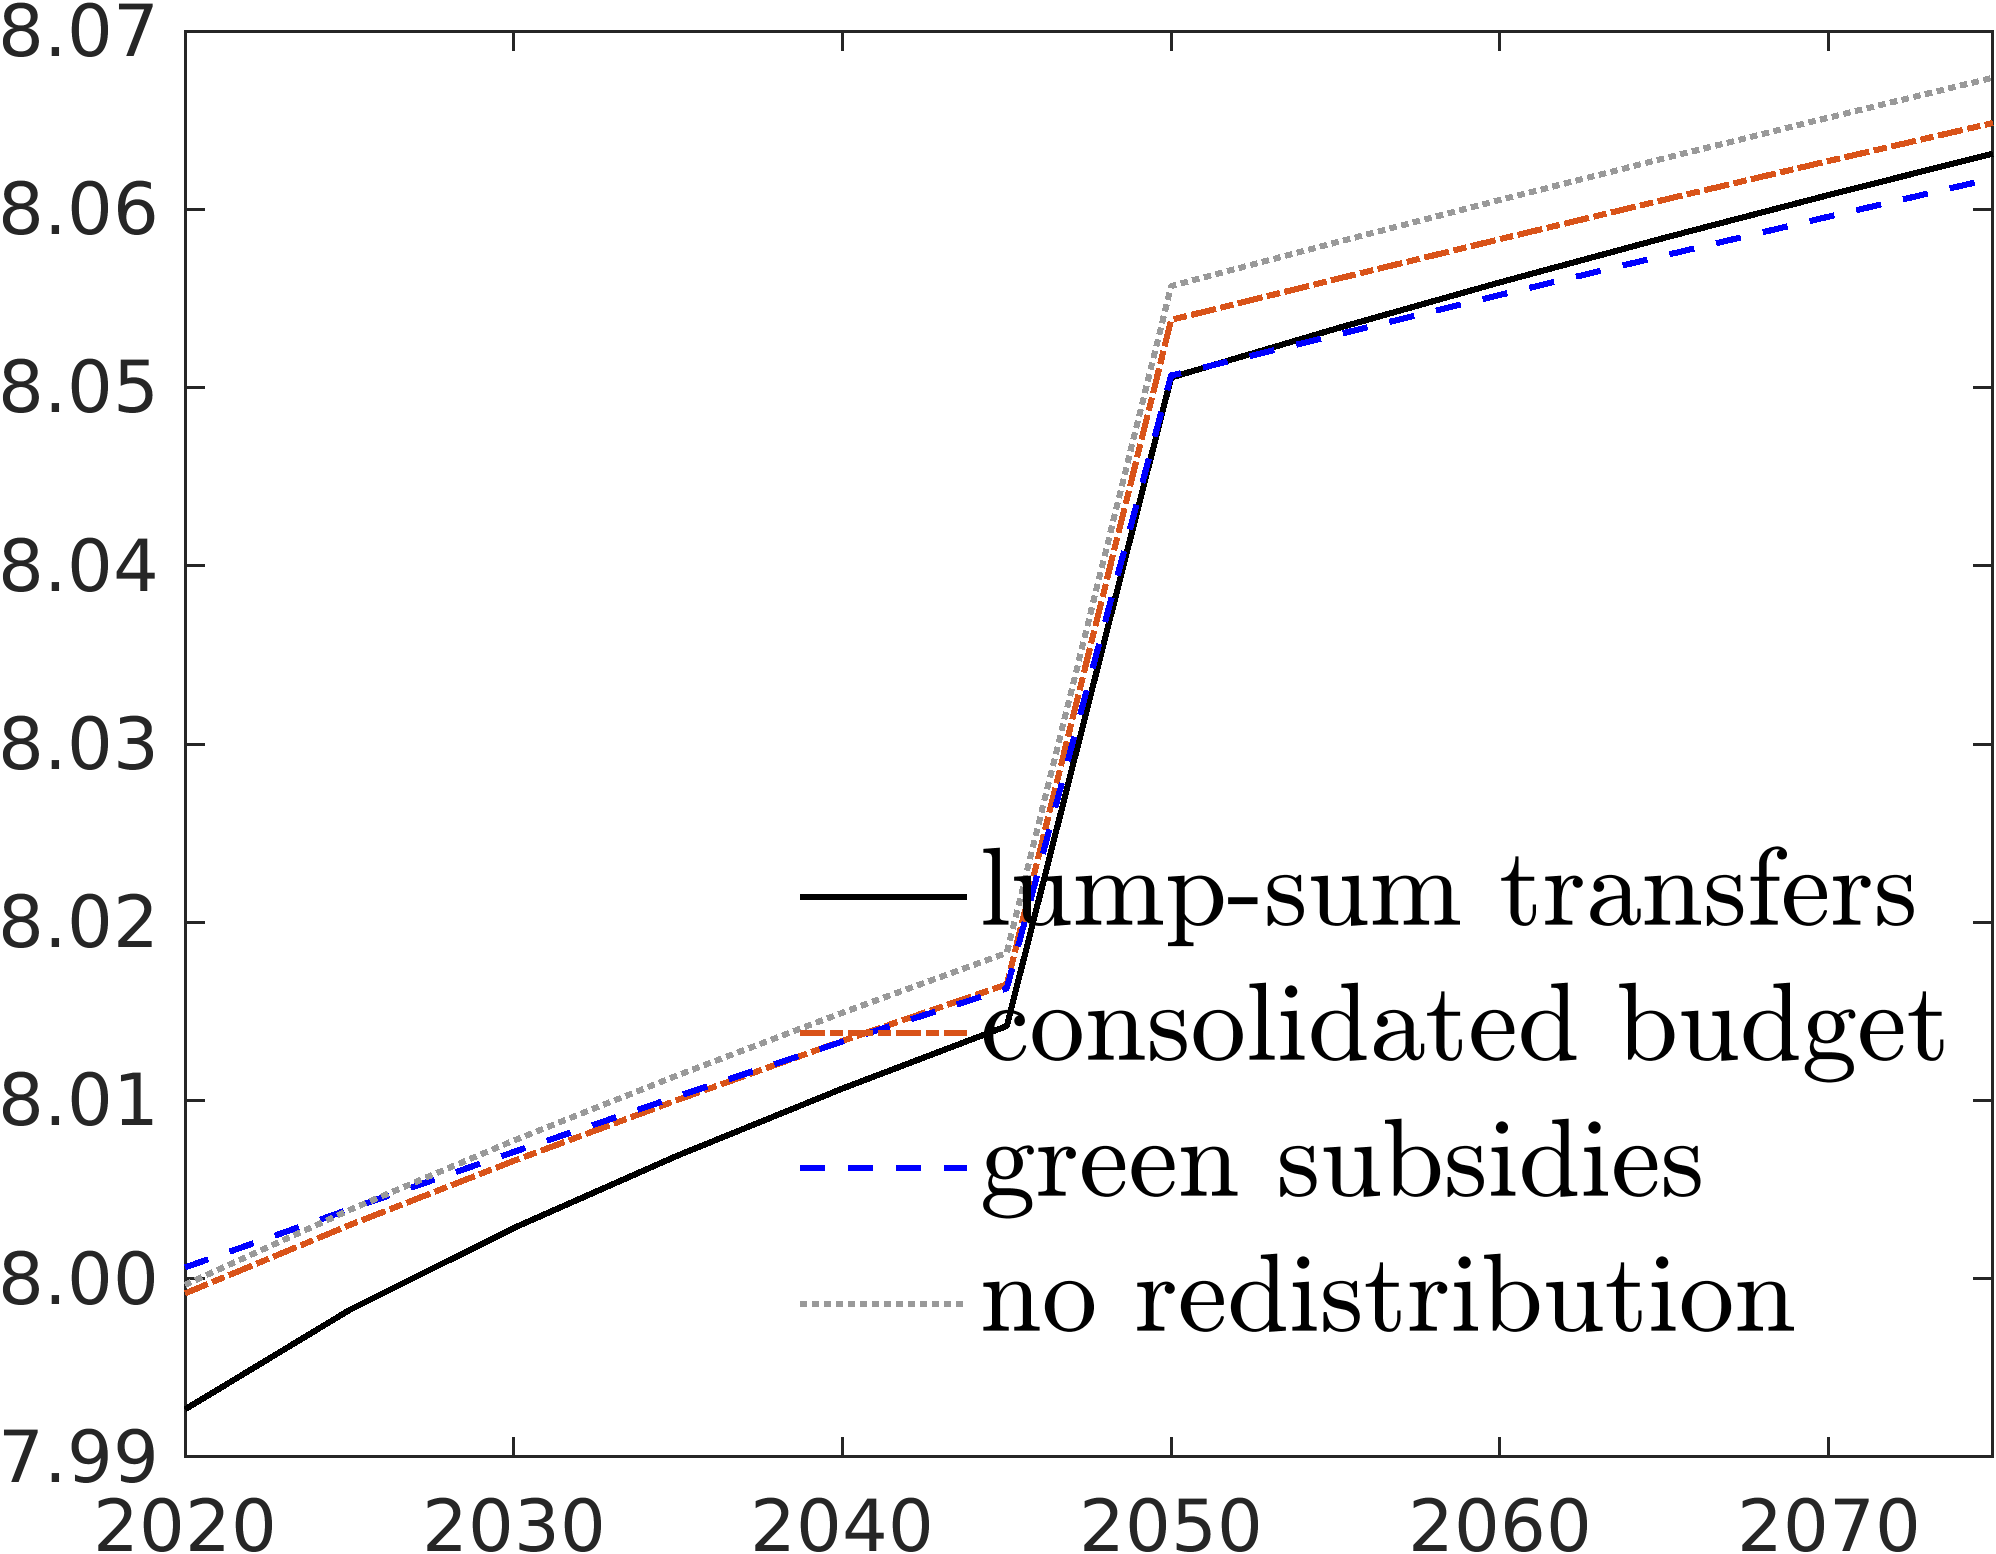 8.07
8.06
8.05
8.04
8.03
8.02
8.01
8.00
7.99
2020 2030 2040 2050 2060 2070
lump-sum transfers
consolidated budget
green subsidies
no redistribution